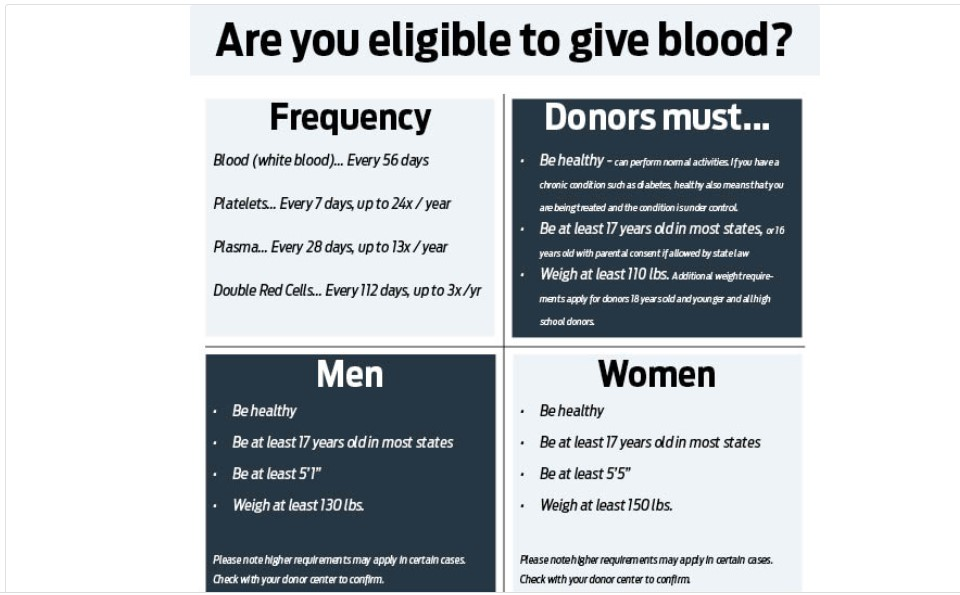 Are you eligible to give blood?
Frequency
Blood (white blood)... Every 56 days
Platelets... Every 7 days, up to 24x / year
Plasma... Every 28 days, up to 13x / year
Double Red Cells... Every 112 days, up to 3x /yr
Donors must...
• Be healthy - can perform normal activities. If you have a
chronic condition such as diabetes, healthy also means that you
are being treated and the condition is under control.
• Be at least 17 years old in most states, or 16
years old with parental consent if allowed by state law
• Weigh at least 110 lbs. Additional weight require-
ments apply for donors 18 years old and younger and all high
school donors.
Men
• Be healthy
• Be at least 17 years old in most states
• Be at least 5'1"
• Weigh at least 130 lbs.
Please note higher requirements may apply in certain cases.
Check with your donor center to confirm.
Women
• Be healthy
• Be at least 17 years old in most states
• Be at least 5'5"
• Weigh at least 150 lbs.
Please note higher requirements may apply in certain cases.
Check with your donor center to confirm.